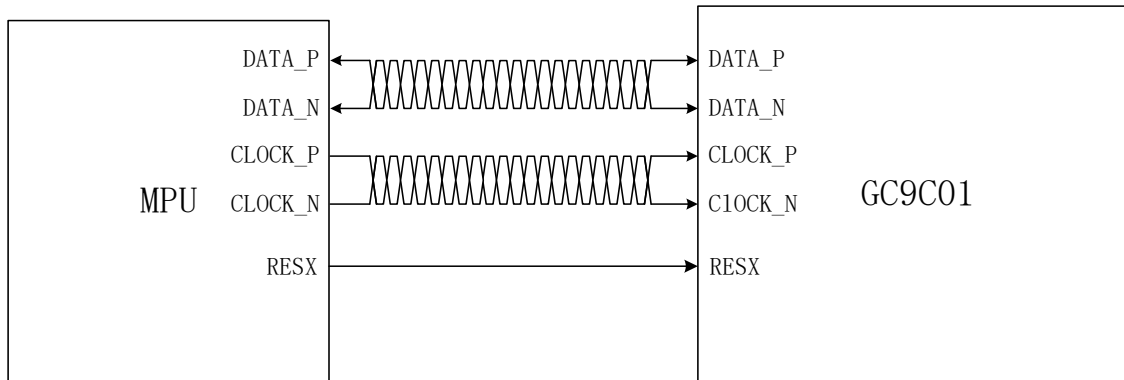 DATA_P
DATA_P
DATA_N
DATA_N
CLOCK_P
CLOCK_P
MPU
CLOCK_N
C1OCK_N
GC9C01
RESX
RESX